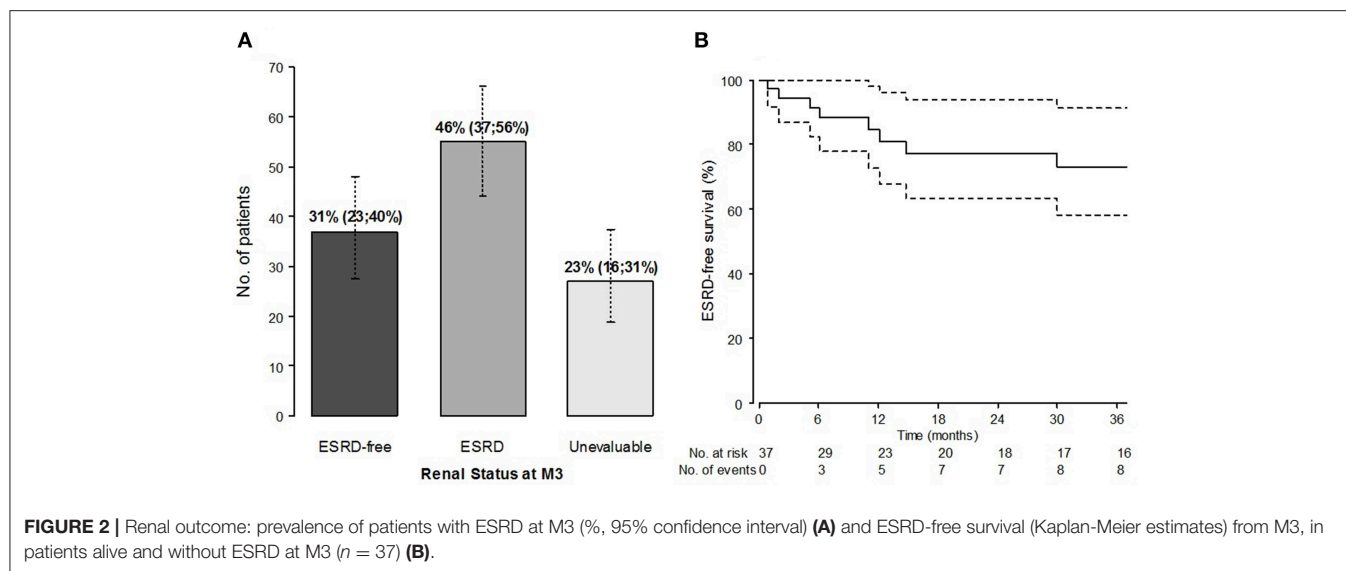 A
No. of patients
70
60
50
40
30
20
10
0
31% (23;40%)
46% (37;56%)
23% (16;31%)
ESRD-free
ESRD
Unevaluable
Renal Status at M3
B
ESRD-free survival (%)
100
80
60
40
20
0
0 6 12 18 24 30 36
Time (months)
No. at risk 37 29 23 20 18 17 16
No. of events 0 3 5 7 7 8 8
FIGURE 2 | Renal outcome: prevalence of patients with ESRD at M3 (%, 95% confidence interval) (A) and ESRD-free survival (Kaplan-Meier estimates) from M3, in
patients alive and without ESRD at M3 (n = 37) (B).